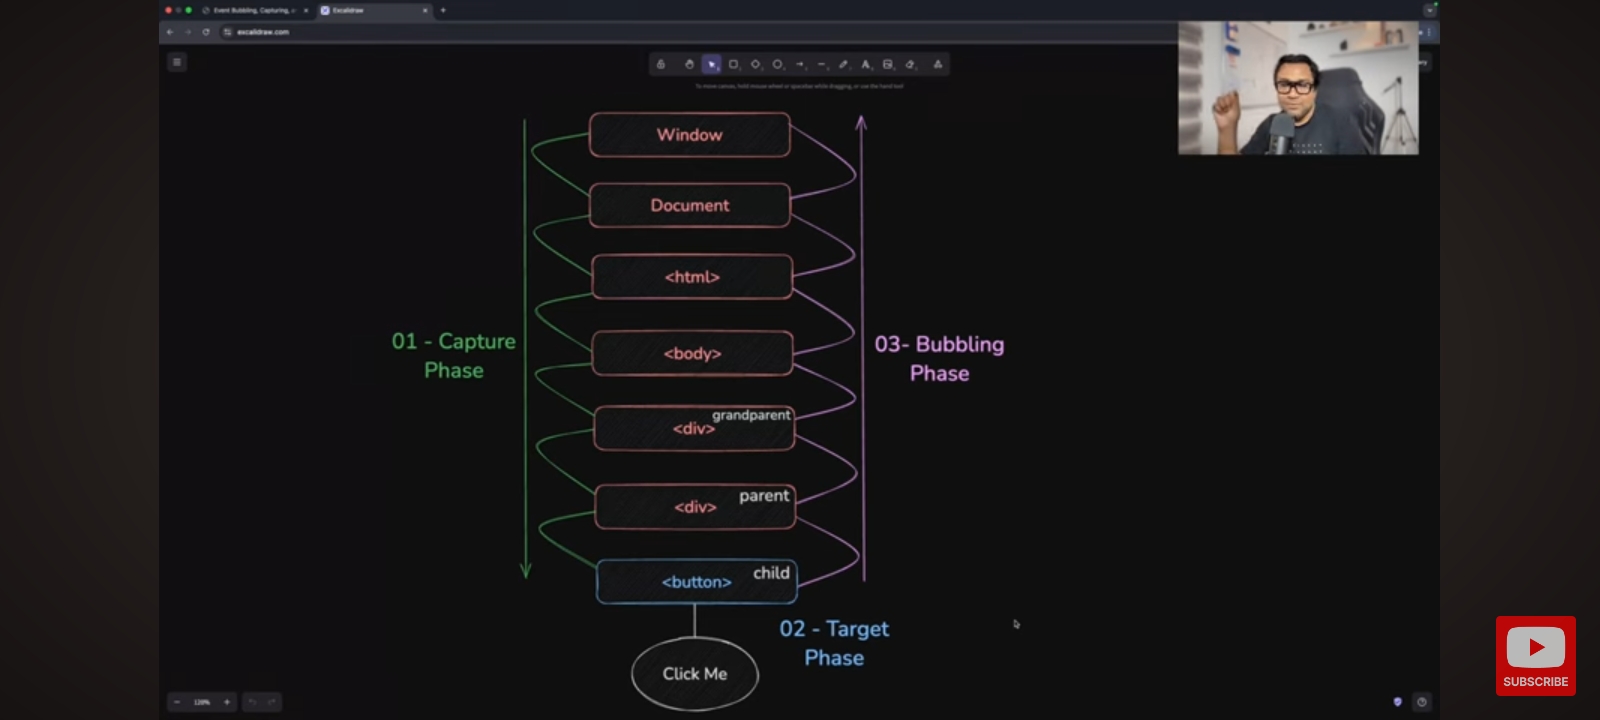 Event Bubbling, Capturing,
Excalidraw
excalidraw.com
To move canvas, hold mouse wheel or spacebar while dragging, or use the hand tool
Window
Document
<html>
<body>
grandparent
<div>
parent
<div>
child
<button>
Click Me
01 - Capture
Phase
03- Bubbling
Phase
02 - Target
Phase
120%
SUBSCRIBE